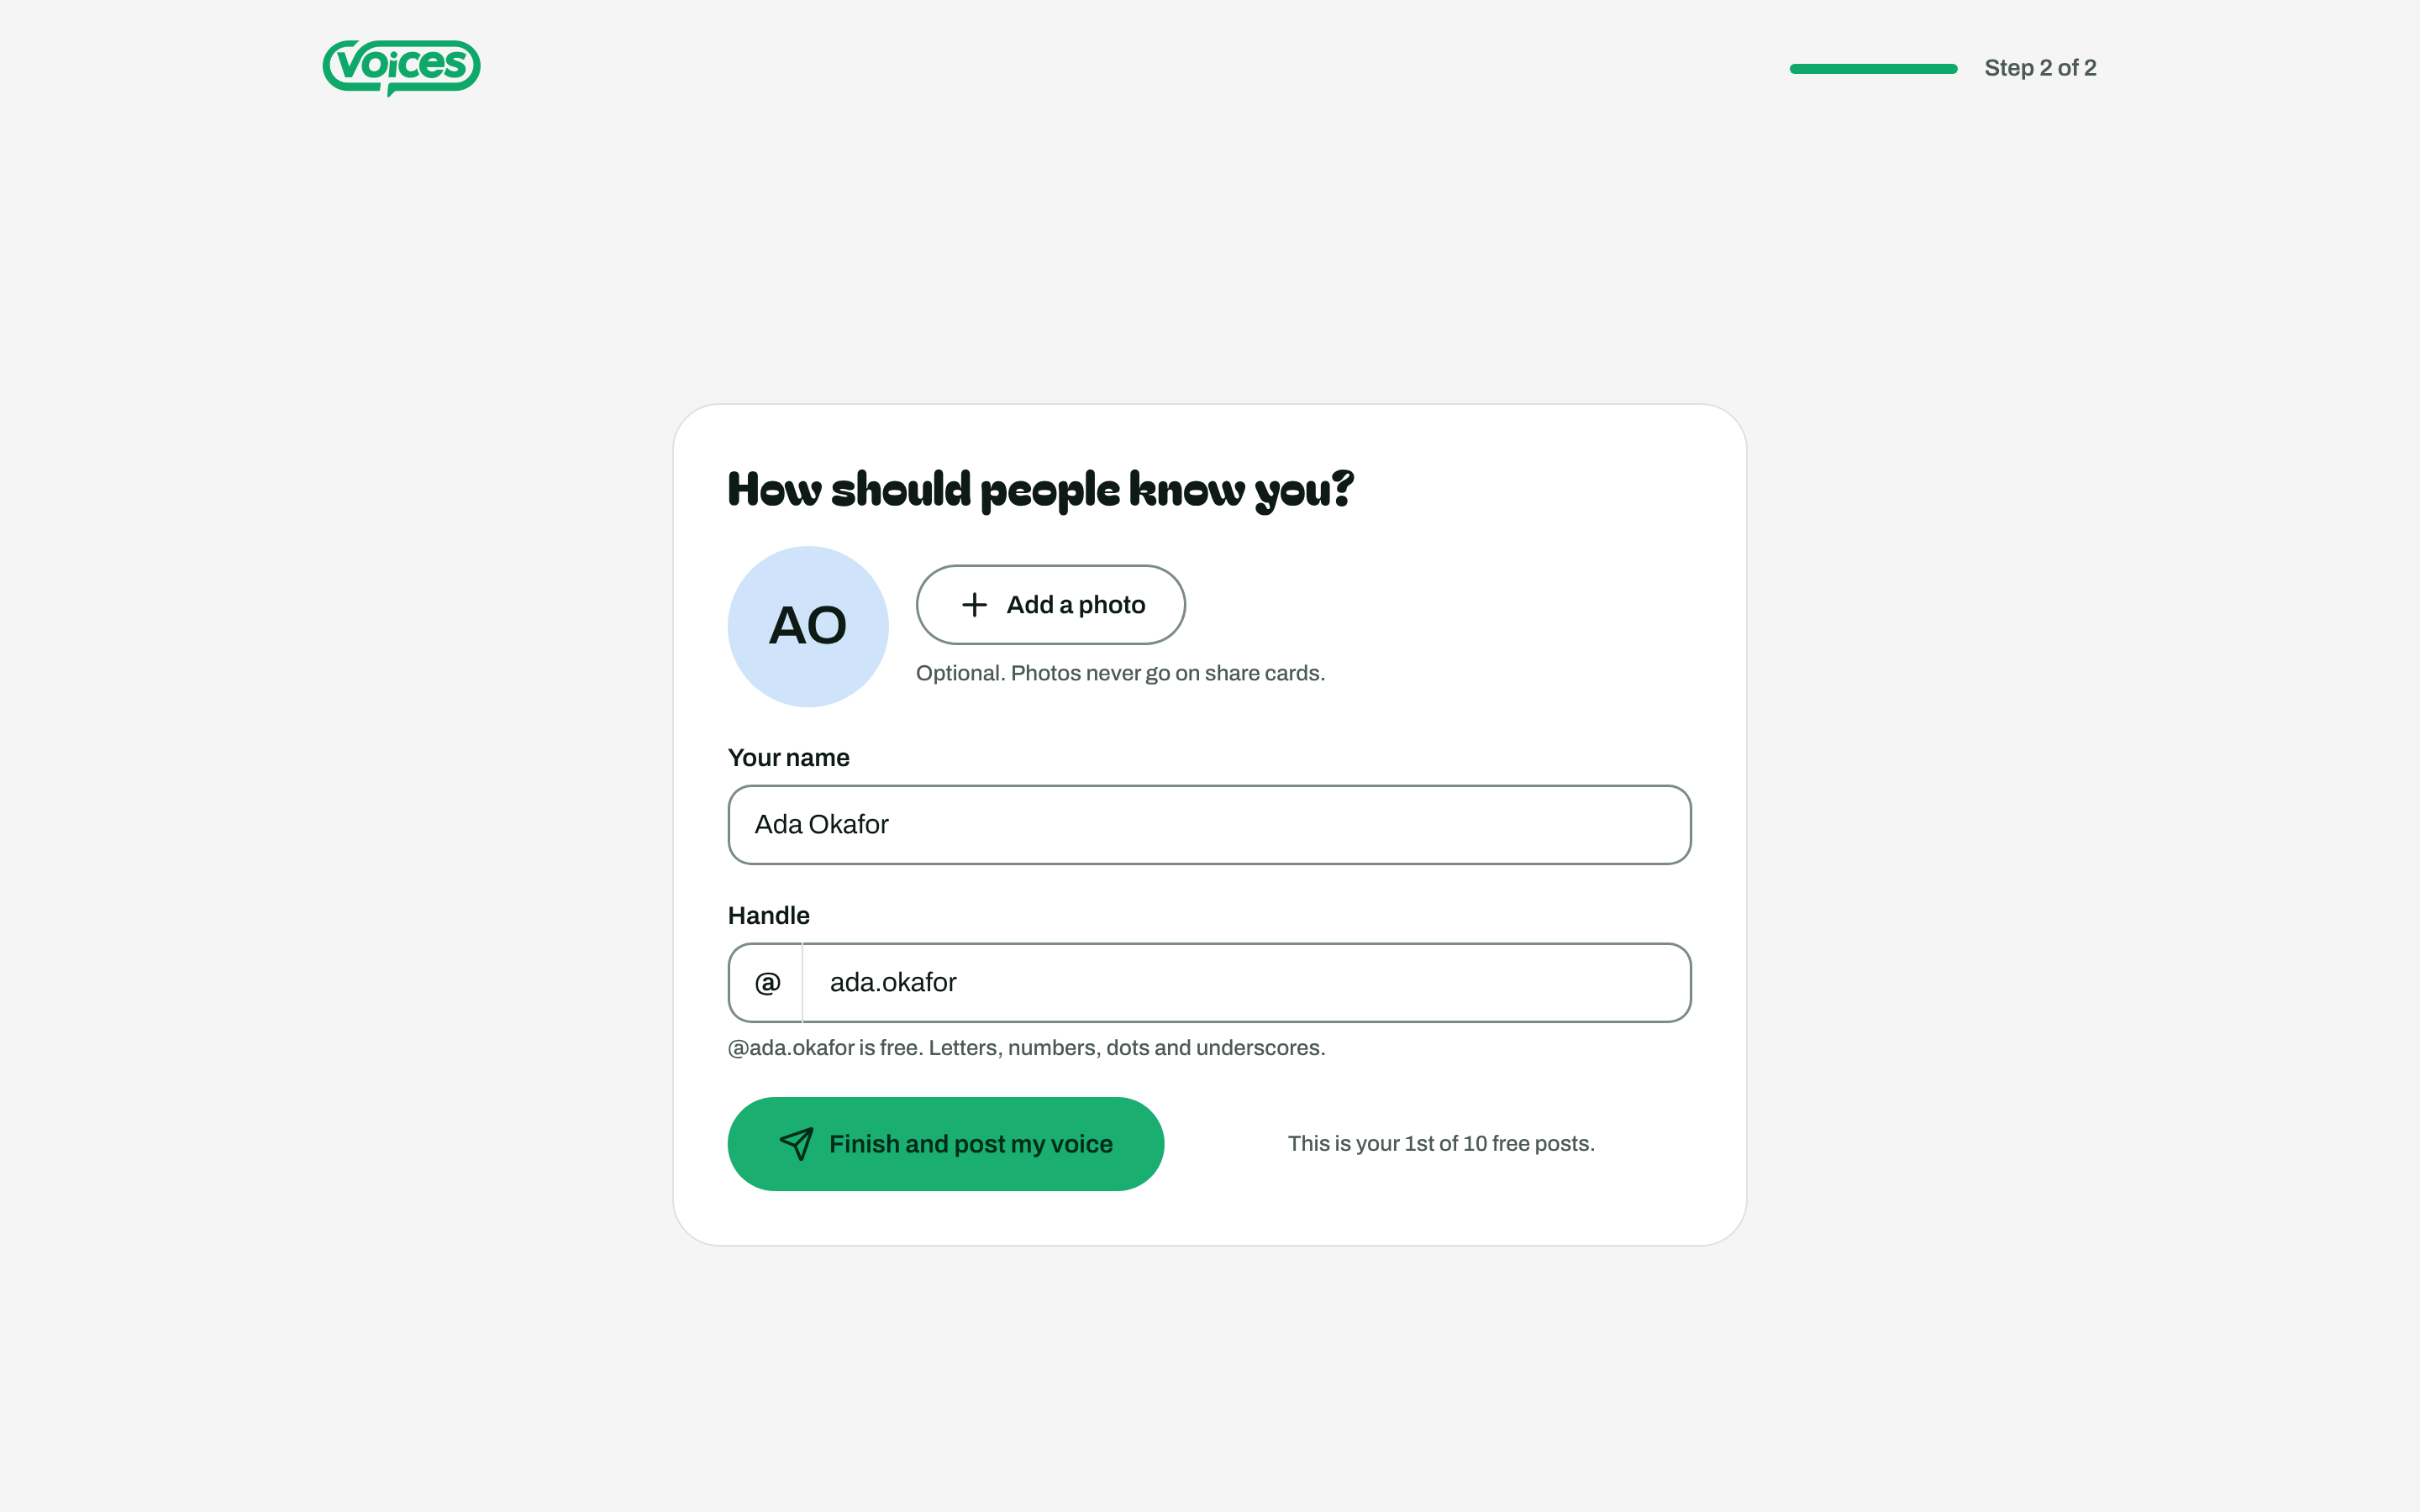 voices
Step 2 of 2
How should people know you?
AO
Add a photo
Optional. Photos never go on share cards.
Your name
Ada Okafor
Handle
@ ada.okafor
@ada.okafor is free. Letters, numbers, dots and underscores.
Finish and post my voice
This is your 1st of 10 free posts.